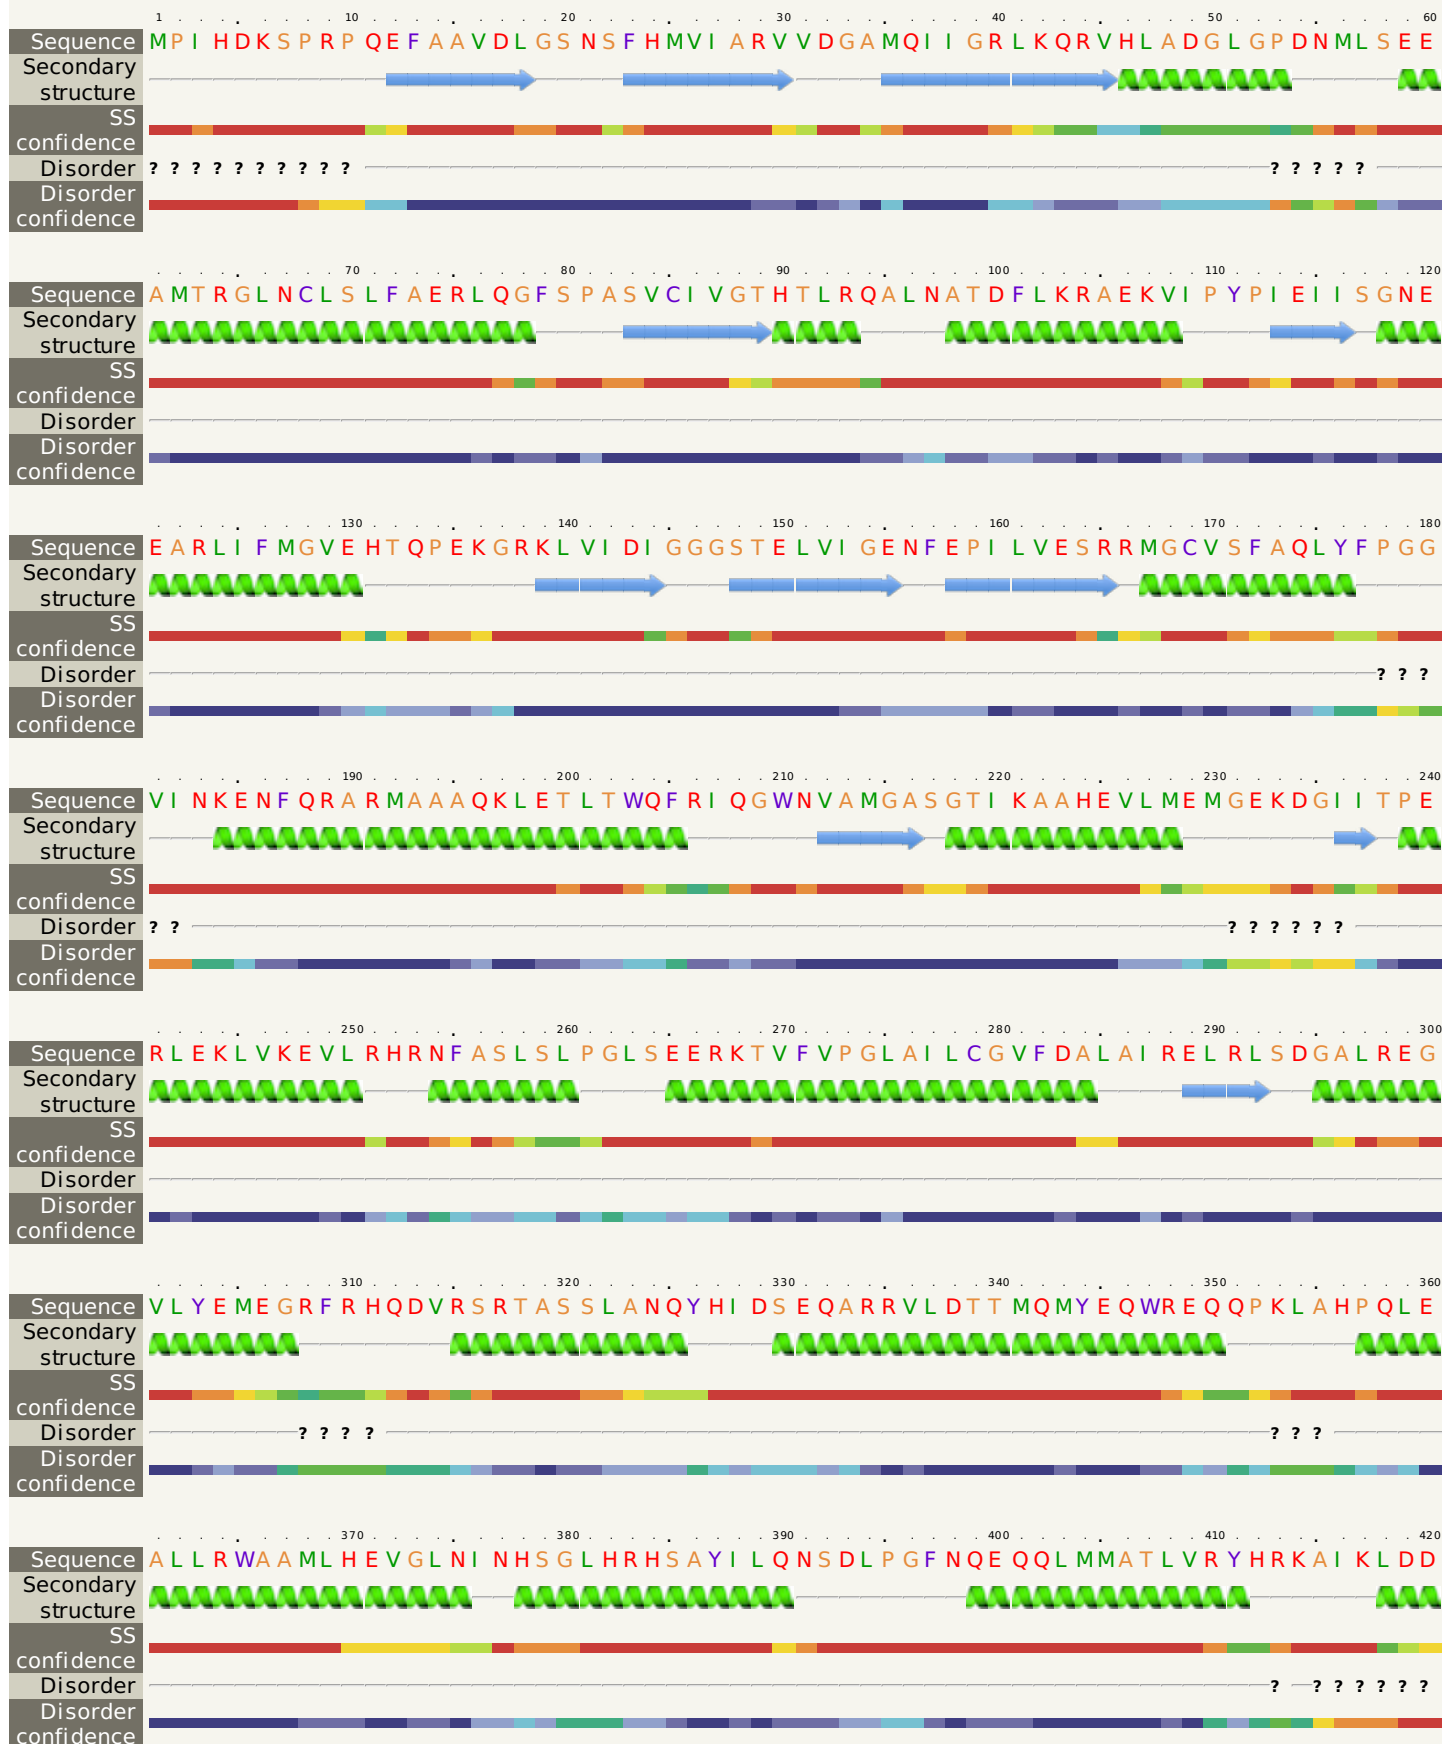 1 10 20 30 40 50 60
Sequence MPIHDKSPRPQEFAAVDLGSNSFHMVIARVVDGAMQIIGRLKQRVHLADGLGPDNMLSEE
Secondary
structure
SS
confidence
Disorder ? ? ? ? ? ? ? ? ? ? ? ? ? ? ?
Disorder
confidence
70 80 90 100 110 120
Sequence AMTRGLNCLSLFAERLQGFSPASVCIVGTHTLRQALNATDFLKRAEKVIPYPIEIISGNE
Secondary
structure
SS
confidence
Disorder
Disorder
confidence
130 140 150 160 170 180
Sequence EARLIFMGVEHTQPEKGRKLVIDIGGGSTELVIGENFEPILVESRRMGCVSFAQLYFPGG
Secondary
structure
SS
confidence
Disorder ? ? ?
Disorder
confidence
190 200 210 220 230 240
Sequence VINKENFQRARMAAAQKLETLTWQFRIQGWNVAMGASGTIKAAHEVLMEMGEKDGIITPE
Secondary
structure
SS
confidence
Disorder ? ? ? ? ? ? ? ?
Disorder
confidence
250 260 270 280 290 300
Sequence RLEKLVKEVLRHRNFASLSLPGLSEERKTVFVPGLAILCGVFDALAIRELRLSDGALREG
Secondary
structure
SS
confidence
Disorder
Disorder
confidence
310 320 330 340 350 360
Sequence VLYEMEGRFRHQDVRSRTASSLANQYHIDSEQARRVLDTTMQMYEQWREQQPKLAHPQLE
Secondary
structure
SS
confidence
Disorder ? ? ? ? ? ? ?
Disorder
confidence
370 380 390 400 410 420
Sequence ALLRWAAMLHEVGLNINHSGLHRHSAYILQNSDLPGFNQEQQLMMATLVRYHRKAIKLDD
Secondary
structure
SS
confidence
Disorder ? ? ? ? ? ? ?
Disorder
confidence